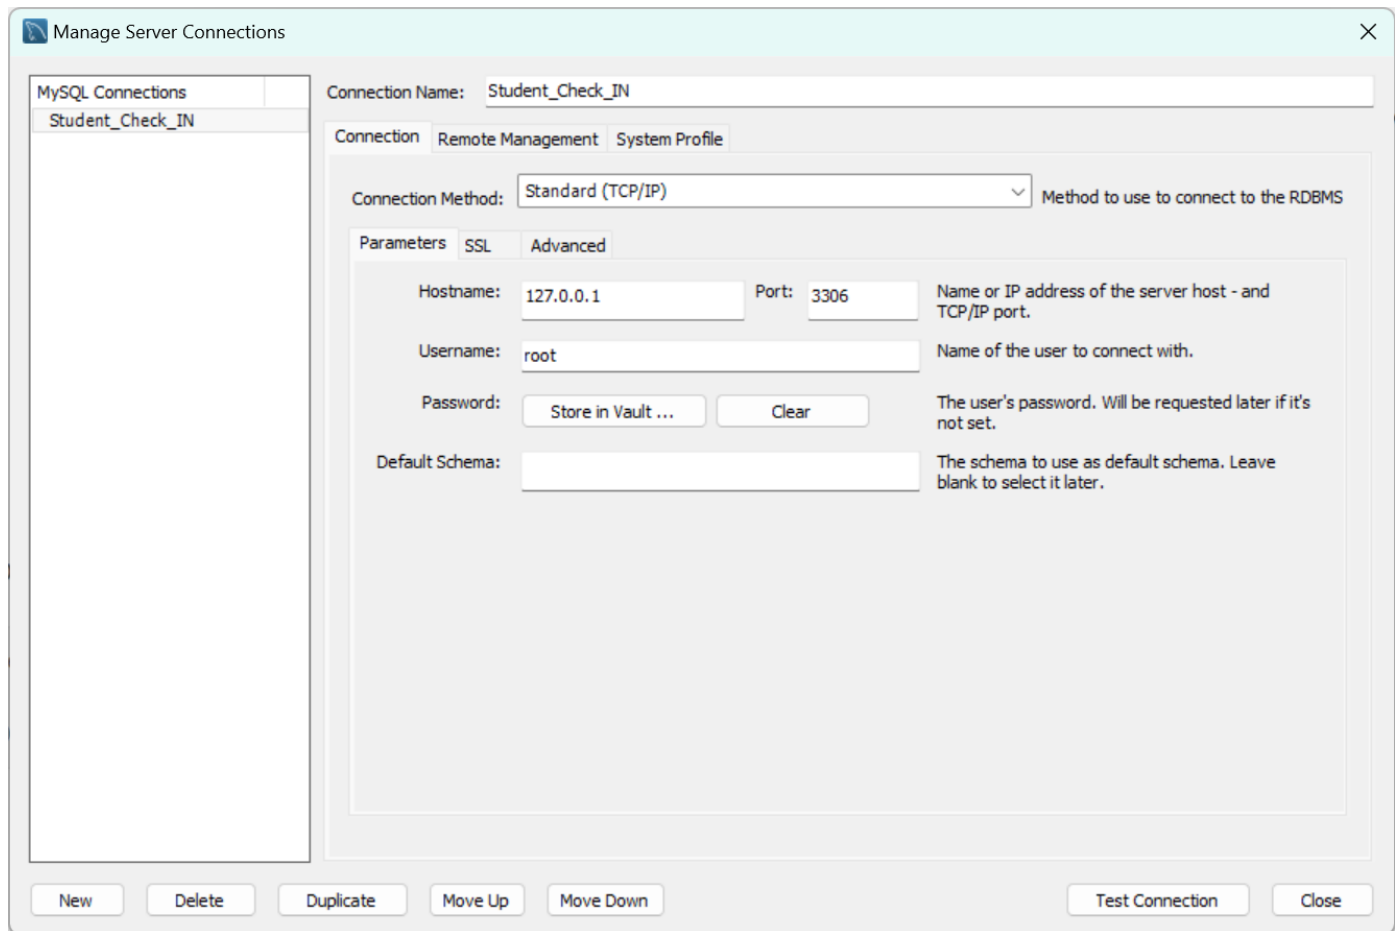 Manage Server Connections
MySQL Connections
Student_Check_IN
Connection Name: Student_Check_IN
Connection Remote Management System Profile
Connection Method: Standard (TCP/IP) Method to use to connect to the RDBMS
Parameters SSL Advanced
Hostname: 127.0.0.1 Port: 3306 Name or IP address of the server host - and
TCP/IP port.
Username: root Name of the user to connect with.
Password: Store in Vault ... Clear The user's password. Will be requested later if it's
not set.
Default Schema: The schema to use as default schema. Leave
blank to select it later.
New Delete Duplicate Move Up Move Down Test Connection Close